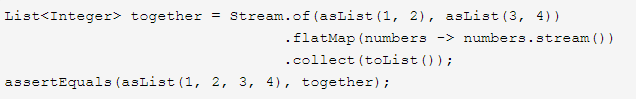 List<Integer> together = Stream.of(asList(1, 2), asList(3, 4))
.flatMap(numbers -> numbers.stream())
.collect(toList());
assertEquals(asList(1, 2, 3, 4), together);